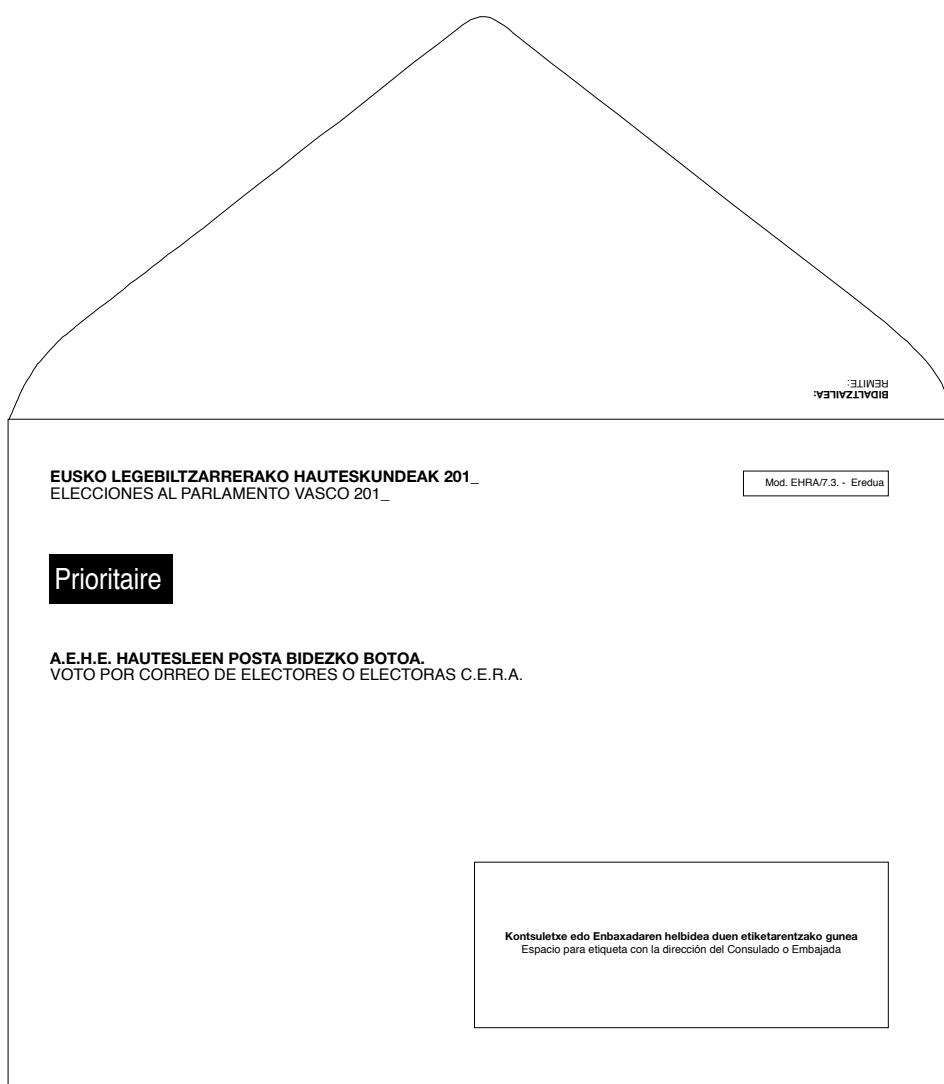 BIDALTZAILEA:
REMITE:
EUSKO LEGEBILTZARRERAKO HAUTESKUNDEAK 201_
ELECCIONES AL PARLAMENTO VASCO 201_
Mod. EHRA/7.3. - Eredua
Prioritaire
A.E.H.E. HAUTESLEEN POSTA BIDEZKO BOTOA.
VOTO POR CORREO DE ELECTORES O ELECTORAS C.E.R.A.
Kontsuletxe edo Enbaxadaren helbidea duen etiketarentzako gunea
Espacio para etiqueta con la dirección del Consulado o Embajada